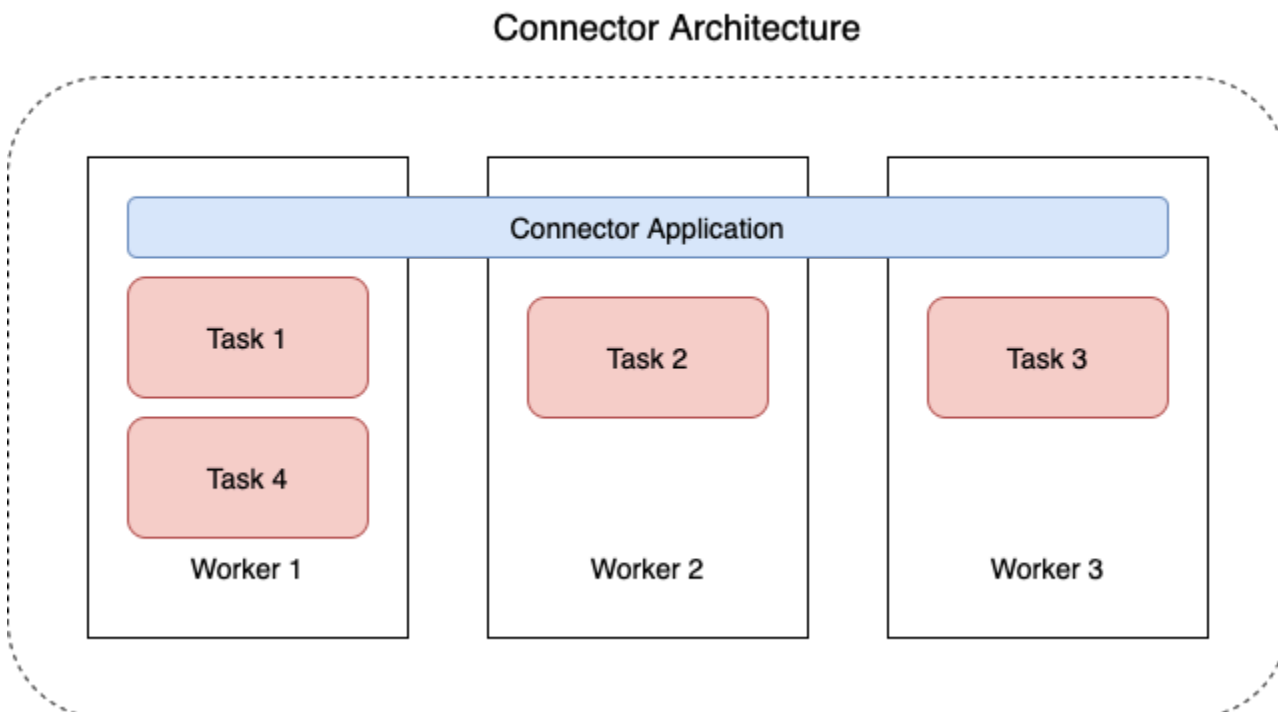 Connector Architecture
Connector Application
Task 1
Task 2
Task 3
Task 4
Worker 1
Worker 2
Worker 3